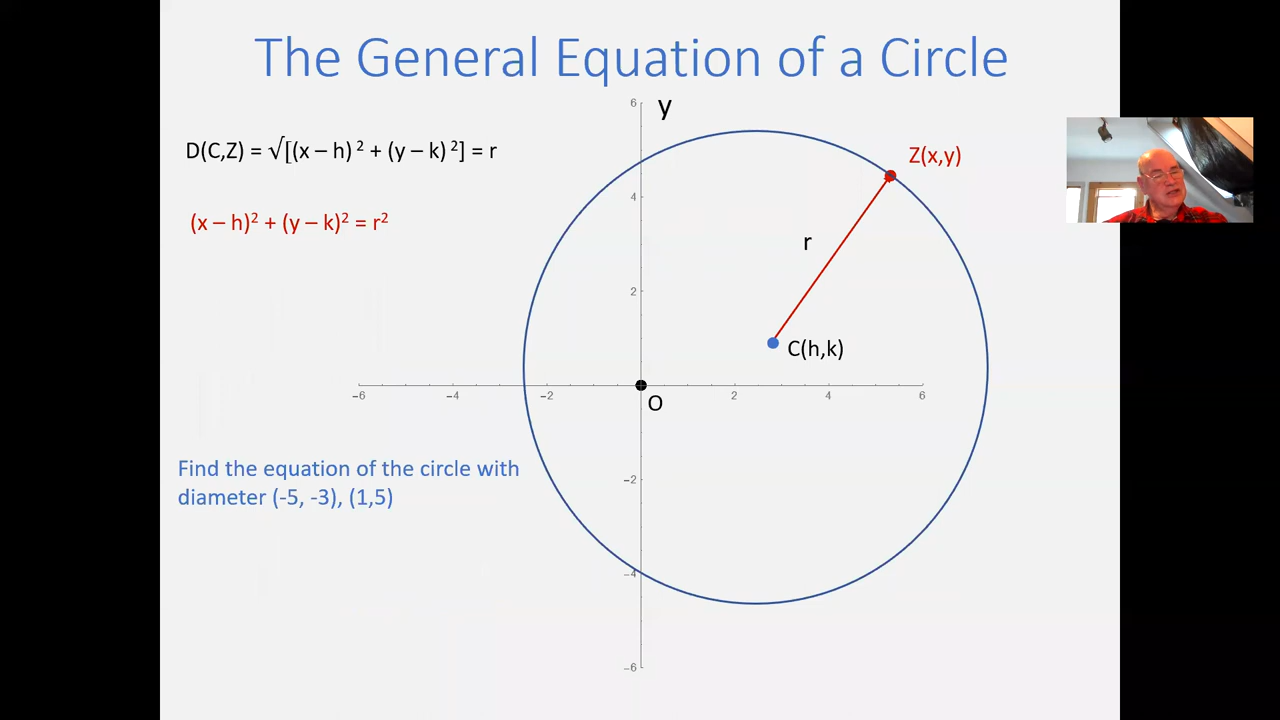 The General Equation of a Circle
D(C,Z) = √[(x – h) ² + (y – k) ²] = r
(x – h)² + (y – k)² = r²
y
6
4
2
-2
-4
-6
-6
-4
-2
2
4
6
Z(x,y)
r
C(h,k)
O
Find the equation of the circle with
diameter (-5, -3), (1,5)